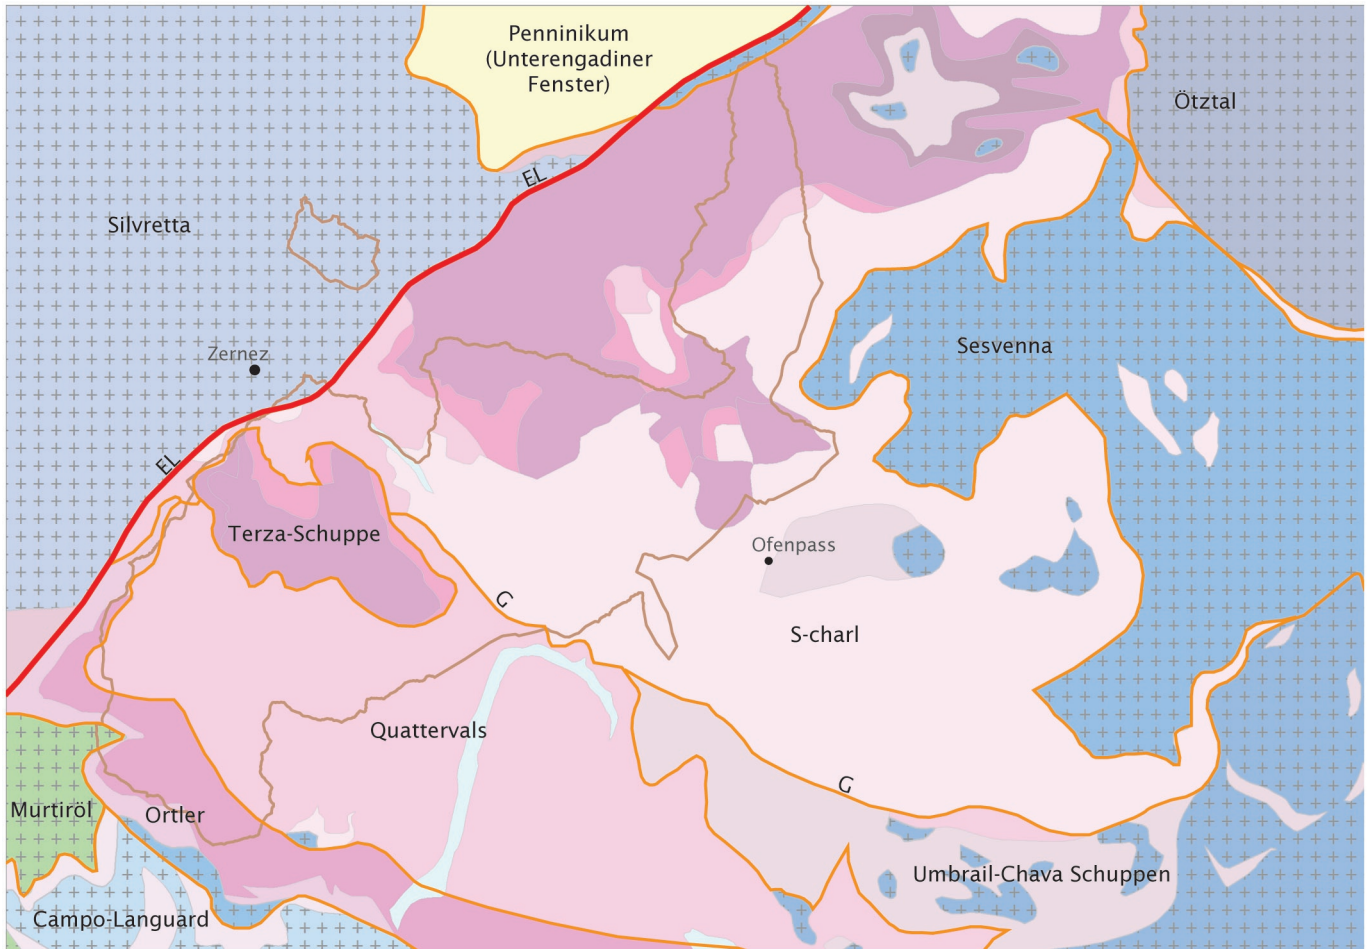 Penninikum
(Unterengadiner
Fenster)
Ötztal
EL
Silvretta
Sesvenna
Zernez
EL
Terza-Schuppe
Ofenpass
G
S-charl
Quattervals
G
Murtiröl
Ortler
Umbrail-Chava Schuppen
Campo-Languard